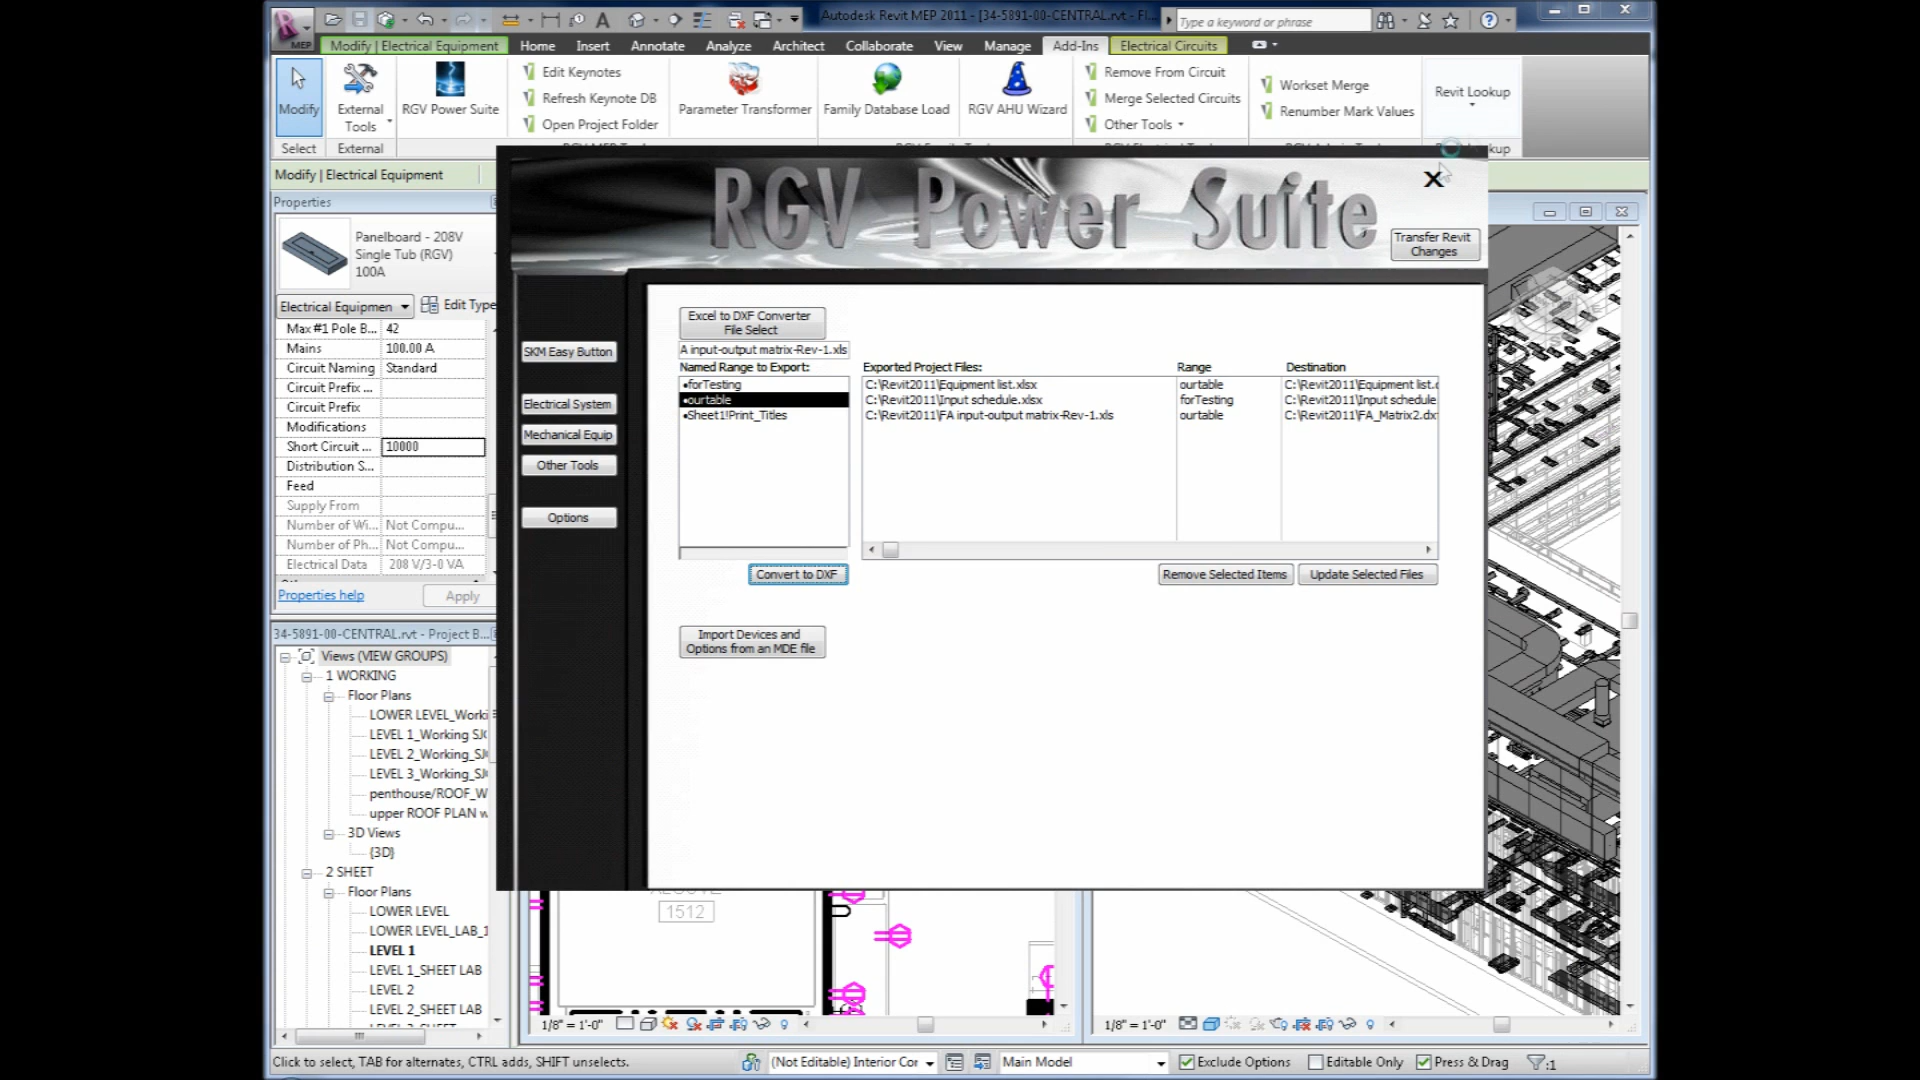 Autodesk Revit MEP 2011 - [34-5891-00-CENTRAL.rvt - Fl...
Type a keyword or phrase
MEP
Modify | Electrical Equipment
Home
Insert
Annotate
Analyze
Architect
Collaborate
View
Manage
Add-Ins
Electrical Circuits
Modify
External
Tools
RGV Power Suite
Edit Keynotes
Refresh Keynote DB
Open Project Folder
Parameter Transformer
Family Database Load
RGV AHU Wizard
Remove From Circuit
Merge Selected Circuits
Other Tools
Workset Merge
Renumber Mark Values
Revit Lookup
Select
External
Modify | Electrical Equipment
Properties
Panelboard - 208V
Single Tub (RGV)
100A
Electrical Equipmen
Edit Type
Max #1 Pole B... 42
Mains 100.00 A
Circuit Naming Standard
Circuit Prefix ...
Circuit Prefix
Modifications
Short Circuit ... 10000
Distribution S...
Feed
Supply From
Number of Wi... Not Compu...
Number of Ph... Not Compu...
Electrical Data 208 V/3-0 VA
Properties help
Apply
34-5891-00-CENTRAL.rvt - Project B...
Views (VIEW GROUPS)
1 WORKING
Floor Plans
LOWER LEVEL_Worki
LEVEL 1_Working SJ
LEVEL 2_Working_SJ
LEVEL 3_Working_SJ
penthouse/ROOF_W
upper ROOF PLAN w
3D Views
{3D}
2 SHEET
Floor Plans
LOWER LEVEL
LOWER LEVEL_LAB_1
LEVEL 1
LEVEL 1_SHEET LAB
LEVEL 2
LEVEL 2_SHEET LAB
RGV Power Suite
X
Transfer Revit
Changes
SKM Easy Button
Electrical System
Mechanical Equip
Other Tools
Options
Excel to DXF Converter
File Select
A input-output matrix-Rev-1.xls
Named Range to Export:
•forTesting
•ourtable
•Sheet1!Print_Titles
Convert to DXF
Exported Project Files: Range Destination
C:\Revit2011\Equipment list.xlsx ourtable C:\Revit2011\Equipment list.
C:\Revit2011\Input schedule.xlsx forTesting C:\Revit2011\Input schedule
C:\Revit2011\FA input-output matrix-Rev-1.xls ourtable C:\Revit2011\FA_Matrix2.dx
Remove Selected Items
Update Selected Files
Import Devices and
Options from an MDE file
1512
1/8" = 1'-0"
1/8" = 1'-0"
Click to select, TAB for alternates, CTRL adds, SHIFT unselects.
(Not Editable) Interior Cor
Main Model
Exclude Options
Editable Only
Press & Drag
:1